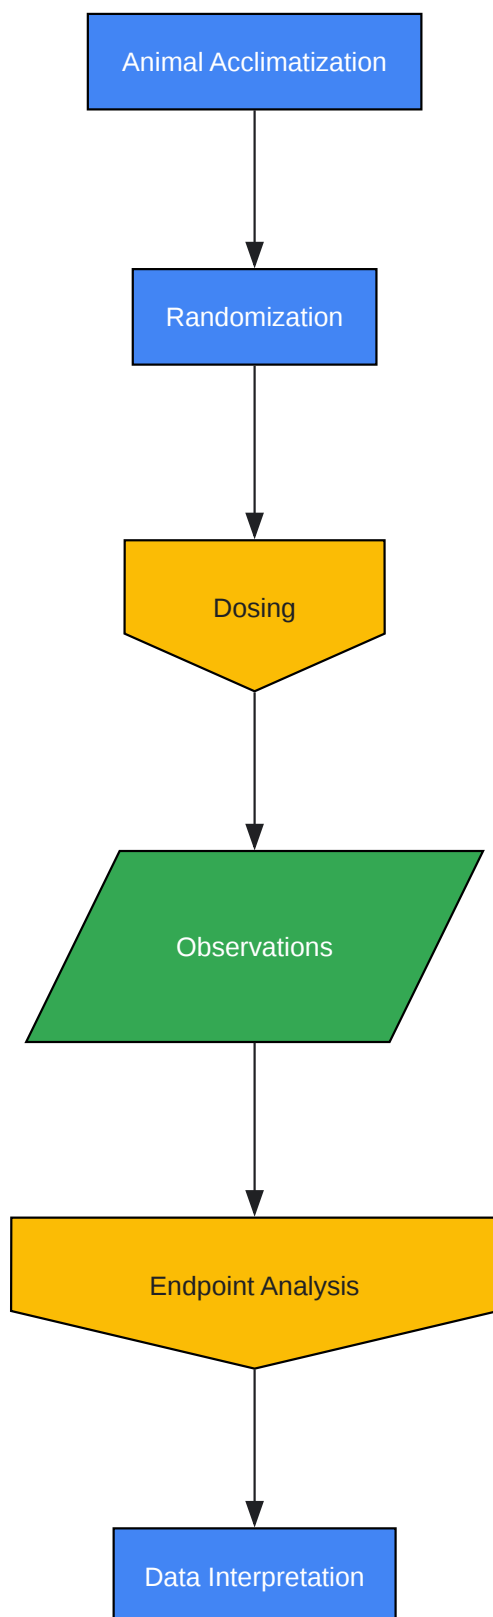 Animal Acclimatization
Randomization
Dosing
Observations
Endpoint Analysis
Data Interpretation